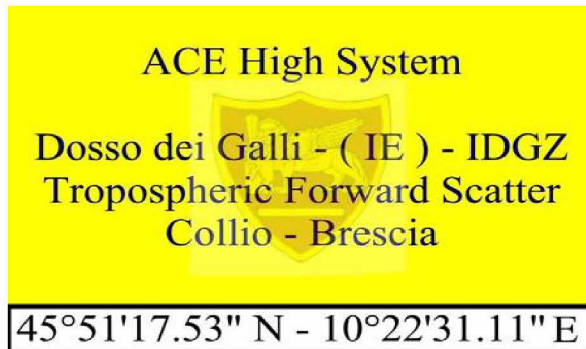 ACE High System
Dosso dei Galli - ( IE ) - IDGZ
Tropospheric Forward Scatter
Collio - Brescia
45°51'17.53" N - 10°22'31.11" E